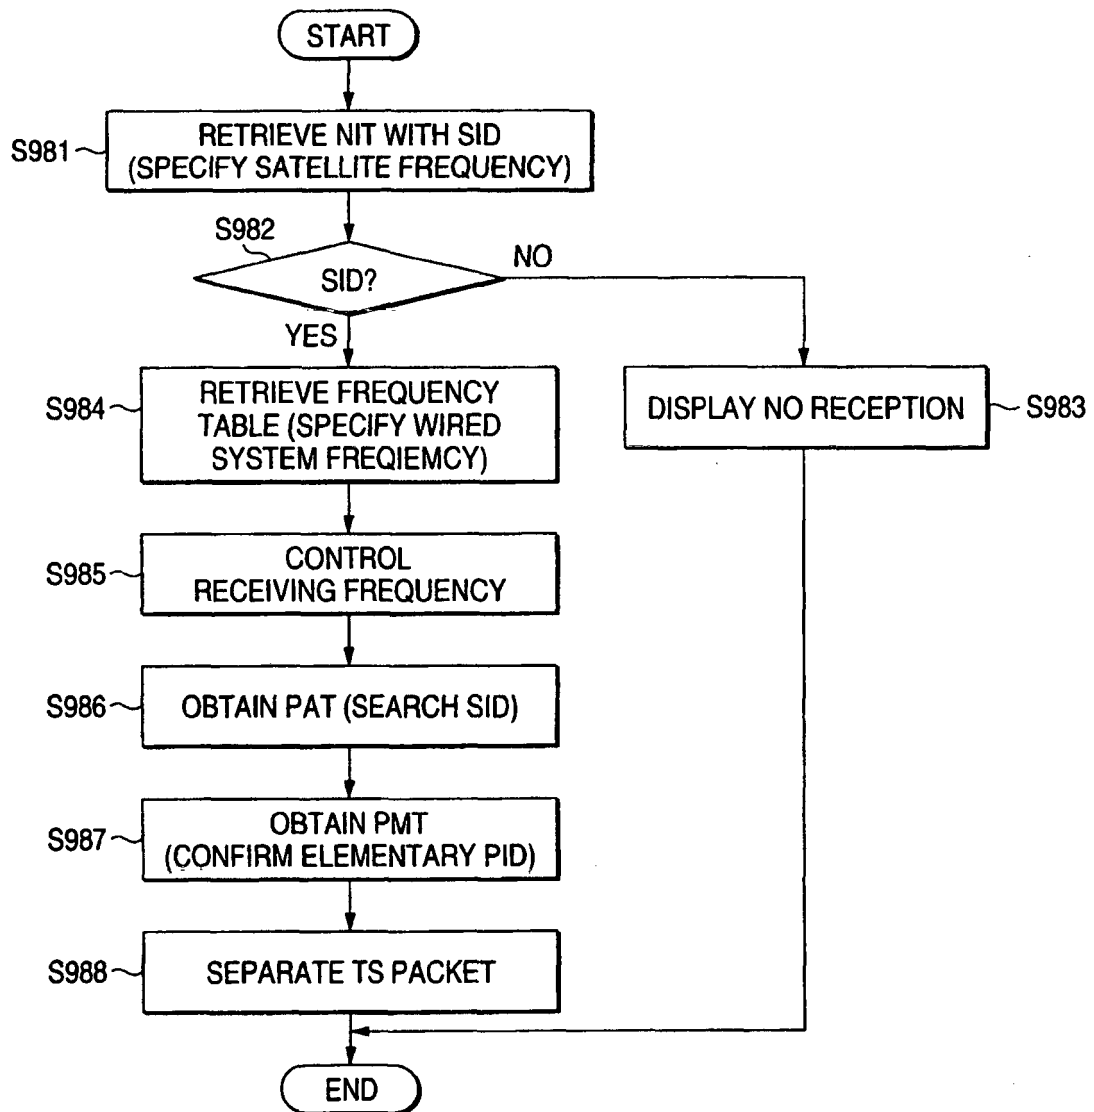 START
S981
RETRIEVE NIT WITH SID
(SPECIFY SATELLITE FREQUENCY)
S982
SID?
NO
YES
S984
RETRIEVE FREQUENCY
TABLE (SPECIFY WIRED
SYSTEM FREQIEMCY)
DISPLAY NO RECEPTION
S983
S985
CONTROL
RECEIVING FREQUENCY
S986
OBTAIN PAT (SEARCH SID)
S987
OBTAIN PMT
(CONFIRM ELEMENTARY PID)
S988
SEPARATE TS PACKET
END